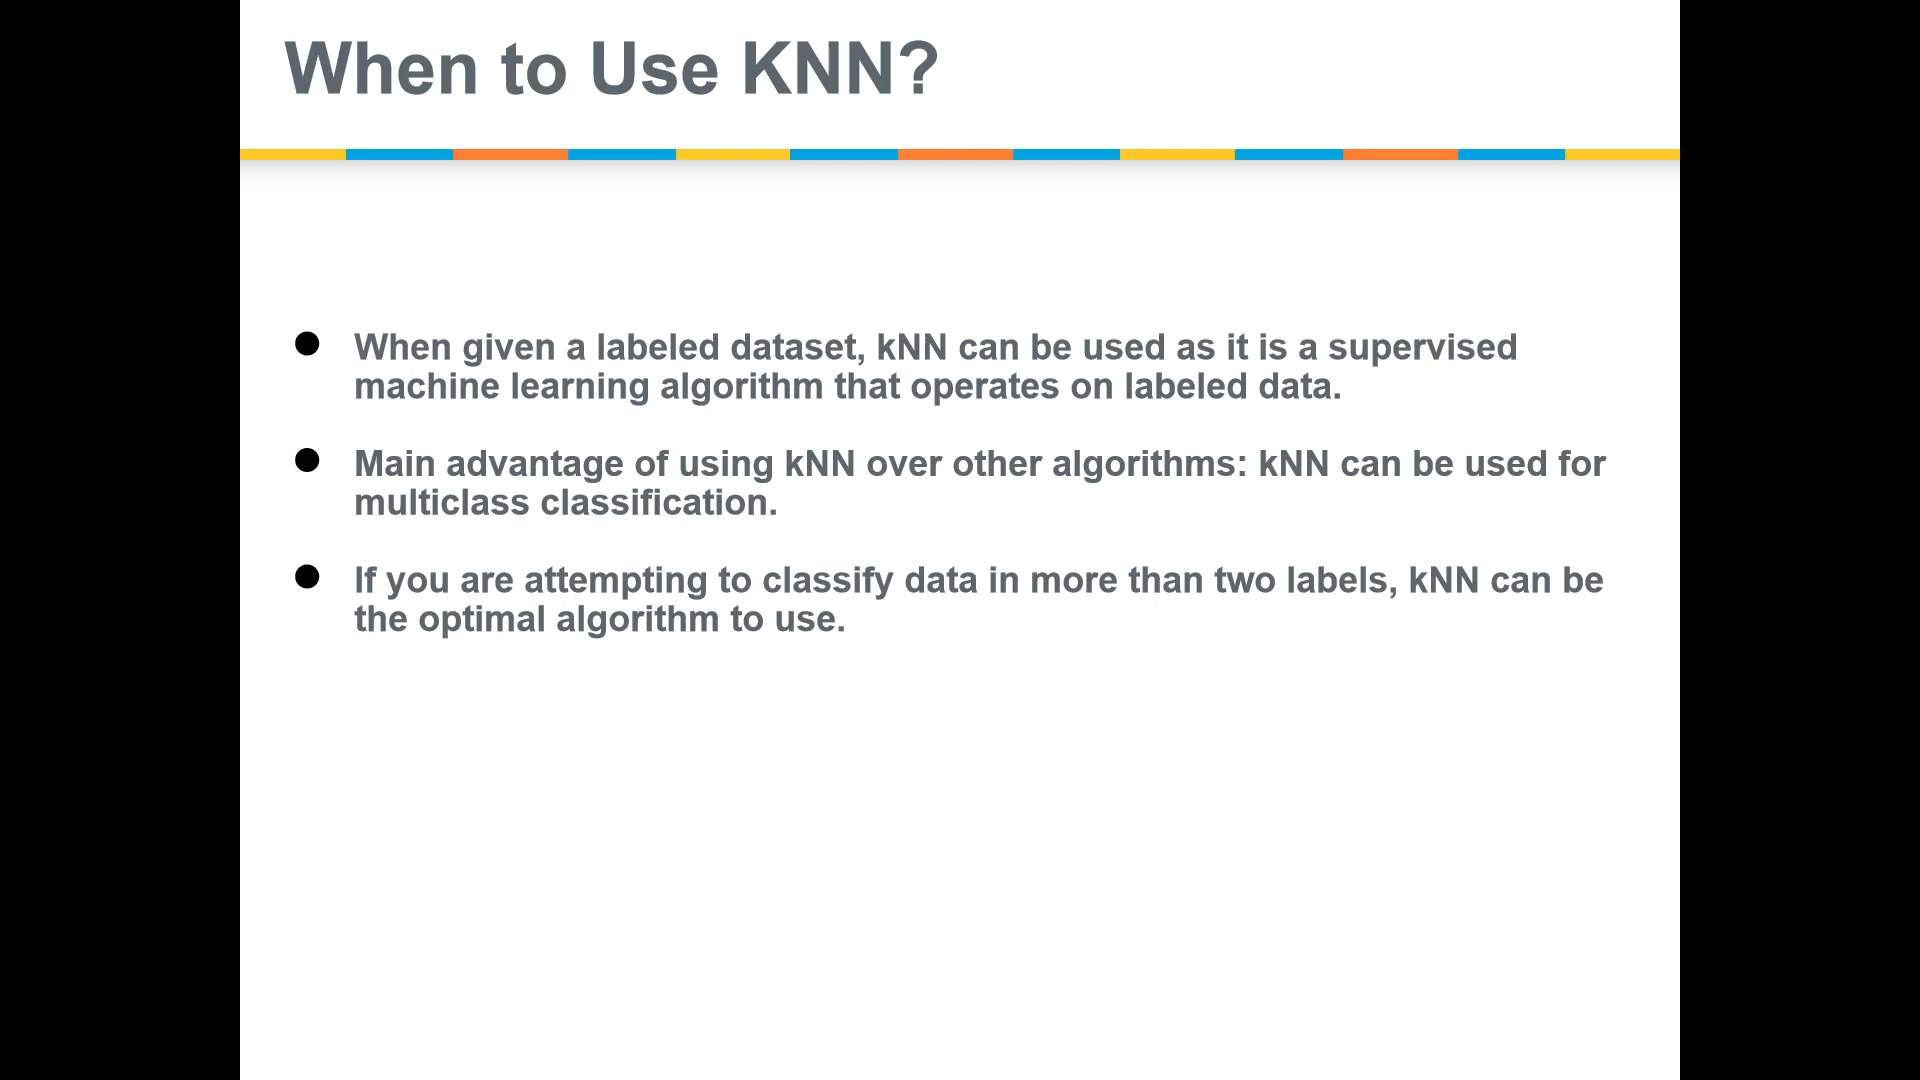 When to Use KNN?
● When given a labeled dataset, kNN can be used as it is a supervised
machine learning algorithm that operates on labeled data.
● Main advantage of using kNN over other algorithms: kNN can be used for
multiclass classification.
● If you are attempting to classify data in more than two labels, kNN can be
the optimal algorithm to use.